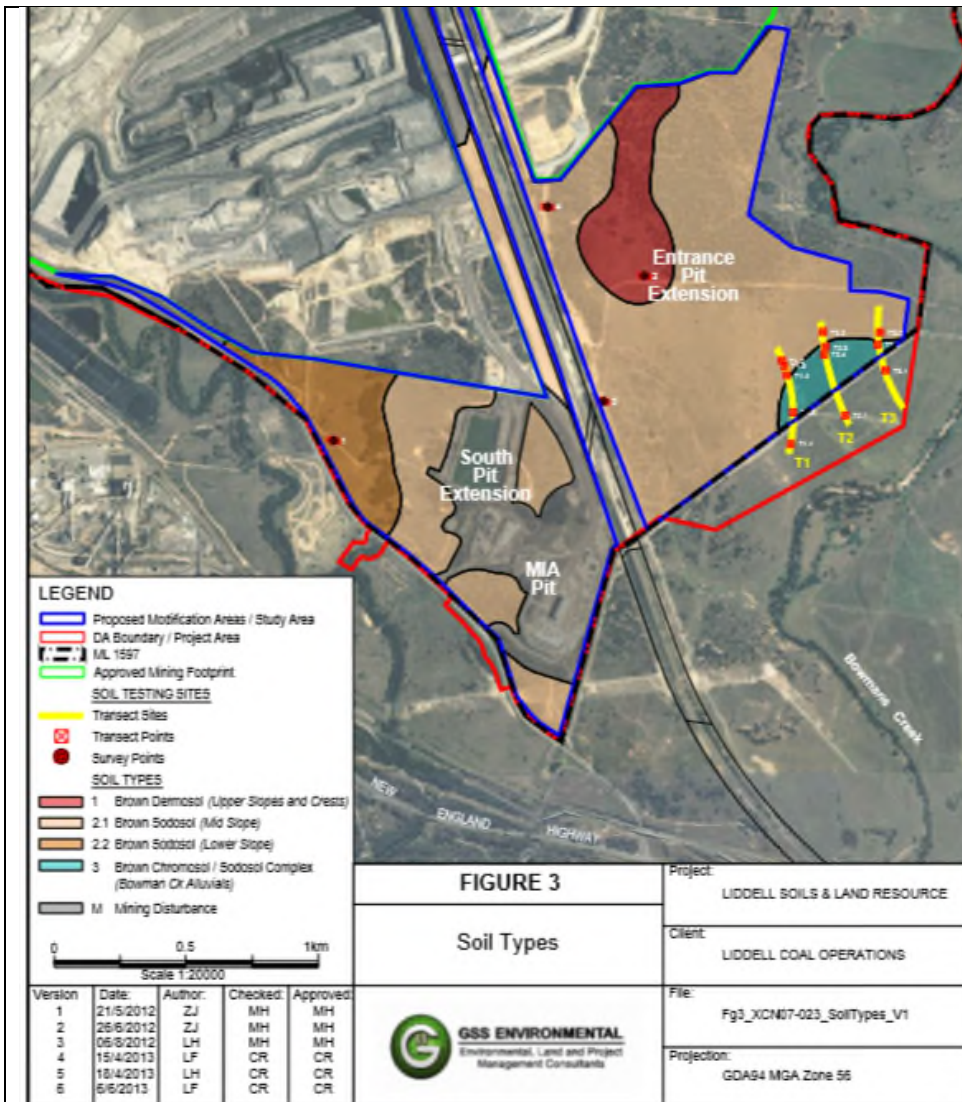 Entrance
Pit
Extension
South
Pit
Extension
MIA
Pit
T1
T2
T3
Bowmans Creek
NEW ENGLAND HIGHWAY
LEGEND
Proposed Modification Areas / Study Area
DA Boundary / Project Area
ML 1597
Approved Mining Footprint
SOIL TESTING SITES
Transect Sites
Transect Points
Survey Points
SOIL TYPES
1 Brown Dermosol (Upper Slopes and Crests)
2.1 Brown Sodosol (Mid Slope)
2.2 Brown Sodosol (Lower Slope)
3 Brown Chromosol / Sodosol Complex
(Bowman Ck Alluvials)
M Mining Disturbance
0 0.5 1km
Scale 1:20000
FIGURE 3
Soil Types
Project:
LIDDELL SOILS & LAND RESOURCE
Client:
LIDDELL COAL OPERATIONS
File:
Fg3_XCN07-023_SoilTypes_V1
Projection:
GDA94 MGA Zone 56
Version Date: Author: Checked: Approved:
1 21/5/2012 ZJ MH MH
2 26/6/2012 ZJ MH MH
3 06/8/2012 LH MH MH
4 15/4/2013 LF CR CR
5 18/4/2013 LH CR CR
6 6/6/2013 LF CR CR
GSS ENVIRONMENTAL
Environmental, Land and Project
Management Consultants